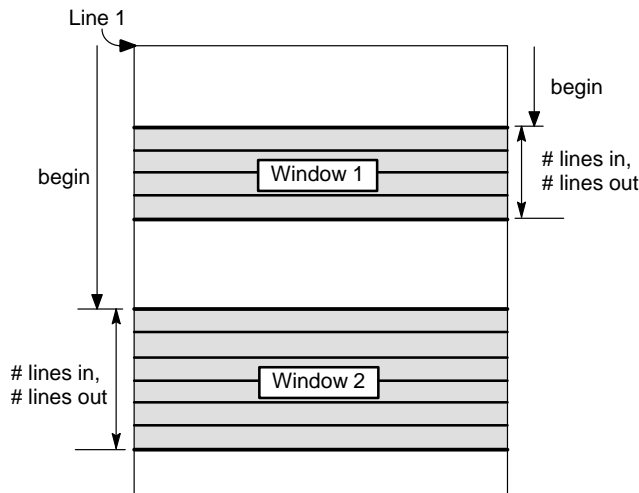 Line 1
begin
# lines in,
# lines out
Window 1
begin
# lines in,
# lines out
Window 2